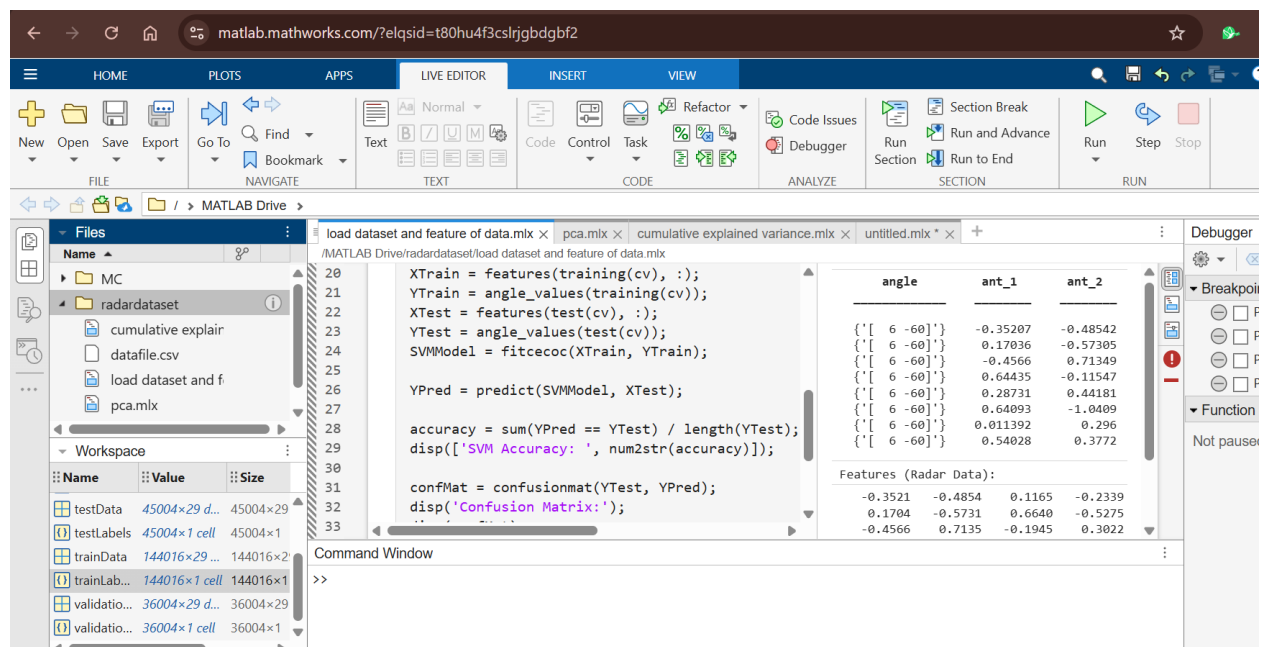 matlab.mathworks.com/?elqsid=t80hu4f3cslrjgbdgbf2
HOME PLOTS APPS LIVE EDITOR INSERT VIEW
New Open Save Export Go To Find Bookmark Text Aa Normal B I U M Code Control Task Refactor Code Issues Debugger Run Section Section Break Run and Advance Run to End Run Step Stop
FILE NAVIGATE TEXT CODE ANALYZE SECTION RUN
/ › MATLAB Drive ›
Files
Name
MC
radardataset
cumulative explair
datafile.csv
load dataset and f
pca.mlx
Workspace
Name Value Size
testData 45004×29 d... 45004×29
testLabels 45004×1 cell 45004×1
trainData 144016×29 ... 144016×2
trainLab... 144016×1 cell 144016×1
validatio... 36004×29 d... 36004×29
validatio... 36004×1 cell 36004×1
load dataset and feature of data.mlx × pca.mlx × cumulative explained variance.mlx × untitled.mlx * × +
/MATLAB Drive/radardataset/load dataset and feature of data.mlx
20 XTrain = features(training(cv), :);
21 YTrain = angle_values(training(cv));
22 XTest = features(test(cv), :);
23 YTest = angle_values(test(cv));
24 SVMModel = fitcecoc(XTrain, YTrain);
25
26 YPred = predict(SVMModel, XTest);
27
28 accuracy = sum(YPred == YTest) / length(YTest);
29 disp(['SVM Accuracy: ', num2str(accuracy)]);
30
31 confMat = confusionmat(YTest, YPred);
32 disp('Confusion Matrix:');
33
angle ant_1 ant_2
{'[ 6 -60]'} -0.35207 -0.48542
{'[ 6 -60]'} 0.17036 -0.57305
{'[ 6 -60]'} -0.4566 0.71349
{'[ 6 -60]'} 0.64435 -0.11547
{'[ 6 -60]'} 0.28731 0.44181
{'[ 6 -60]'} 0.64093 -1.0409
{'[ 6 -60]'} 0.011392 0.296
{'[ 6 -60]'} 0.54028 0.3772
Features (Radar Data):
-0.3521 -0.4854 0.1165 -0.2339
0.1704 -0.5731 0.6640 -0.5275
-0.4566 0.7135 -0.1945 0.3022
Command Window
>>
Debugger
Breakpoi
Function
Not pause